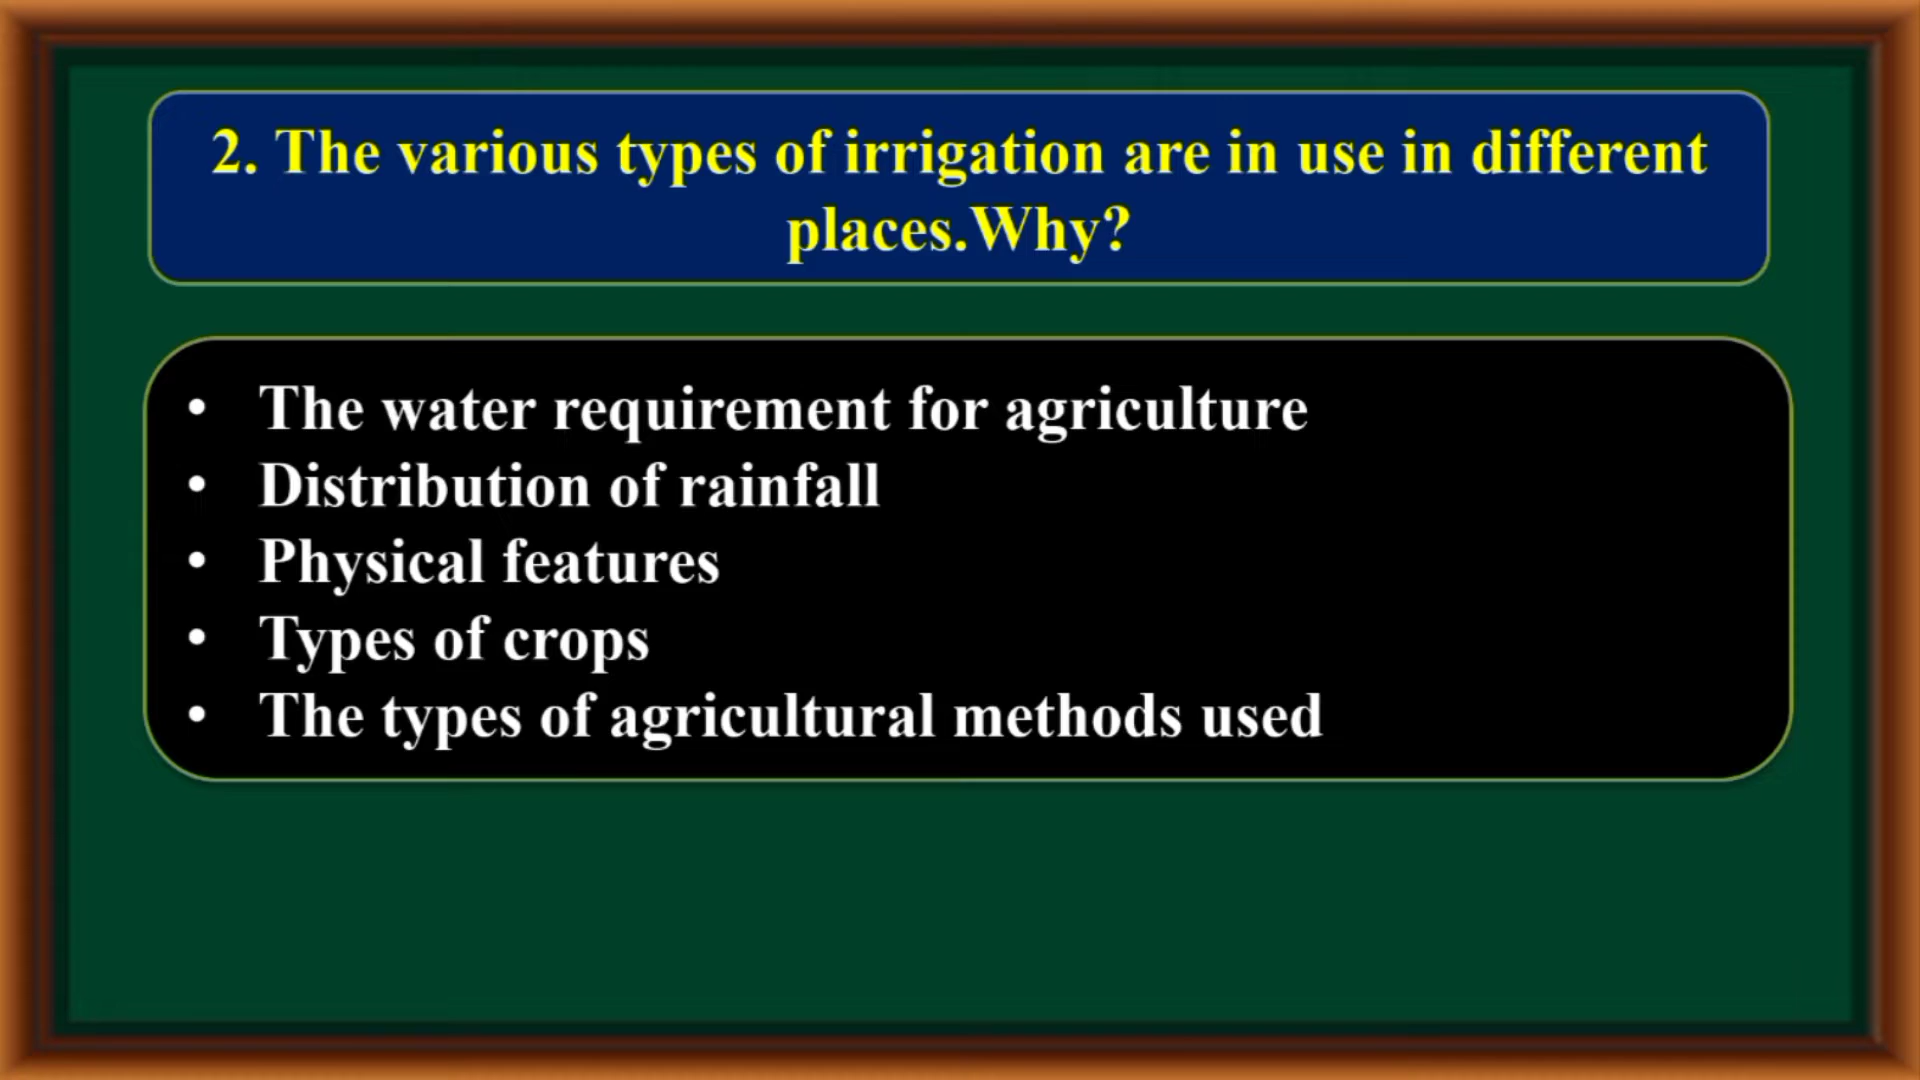 2. The various types of irrigation are in use in different
places.Why?
• The water requirement for agriculture
• Distribution of rainfall
• Physical features
• Types of crops
• The types of agricultural methods used